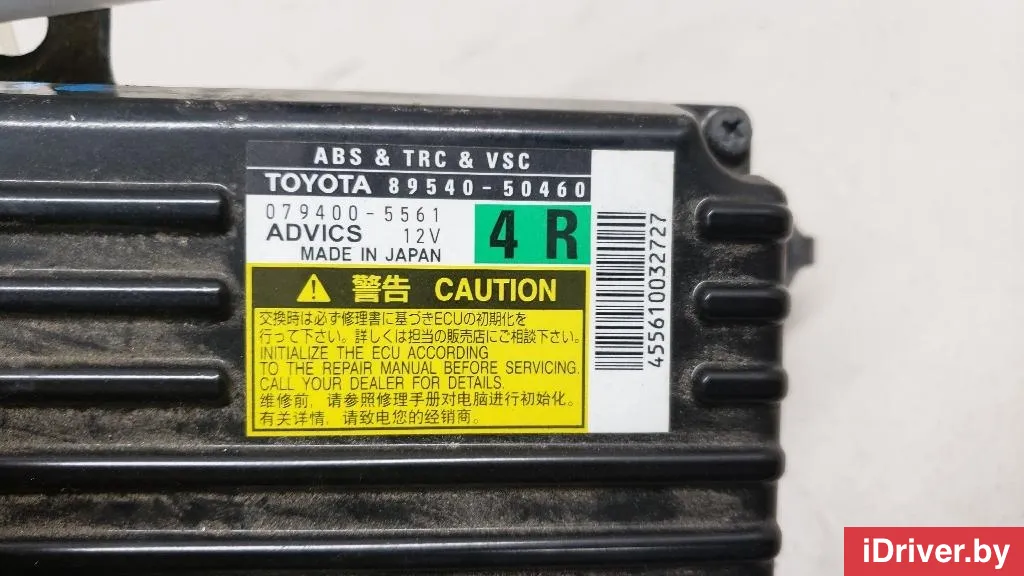 ABS & TRC & VSC
TOYOTA 89540-50460
079400-5561
ADVICS 12V
MADE IN JAPAN
4 R
警告 CAUTION
交換時は必ず修理書に基づきECUの初期化を
行って下さい。詳しくは担当の販売店にご相談下さい。
INITIALIZE THE ECU ACCORDING
TO THE REPAIR MANUAL BEFORE SERVICING.
CALL YOUR DEALER FOR DETAILS.
维修前，请参照修理手册对电脑进行初始化。
有关详情，请致电您的经销商。
455610032727
iDriver.by